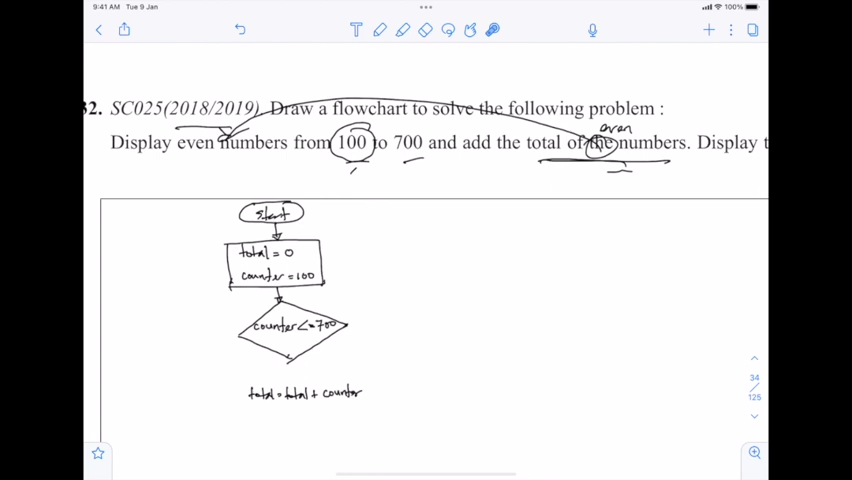 9:41 AM Tue 9 Jan
100%
32. SC025(2018/2019). Draw a flowchart to solve the following problem :
even
Display even numbers from 100 to 700 and add the total of the numbers. Display t
start
total = 0
counter = 100
counter <= 700
total = total + counter
34
125